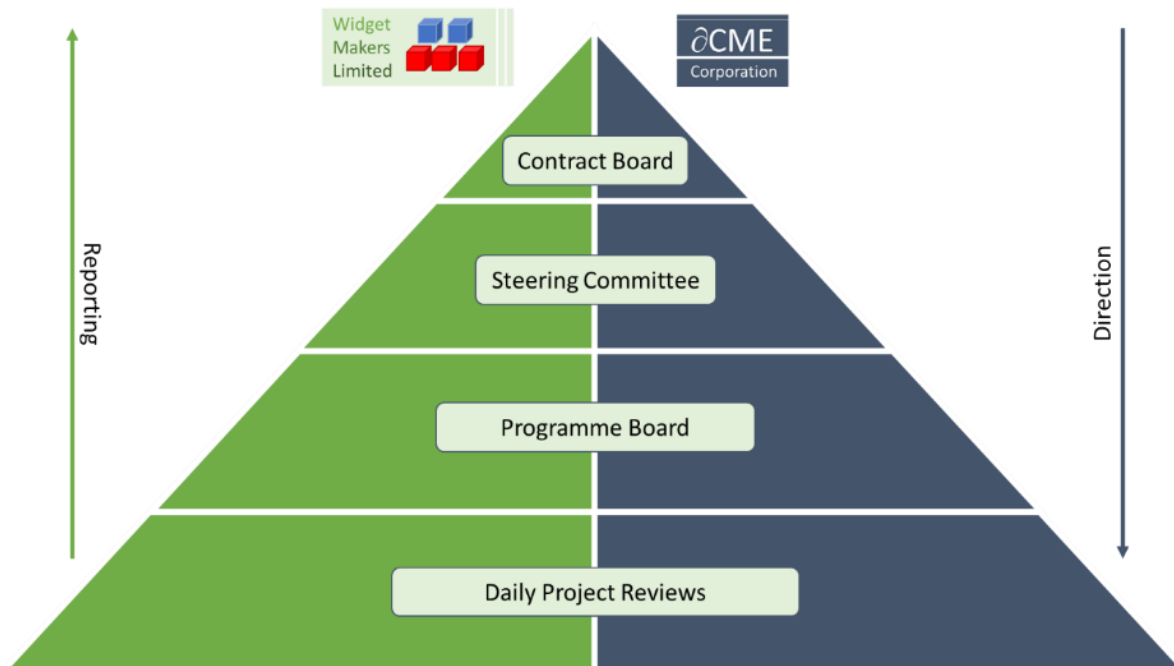 Widget
Makers
Limited
∂CME
Corporation
Contract Board
Steering Committee
Programme Board
Daily Project Reviews
Reporting
Direction